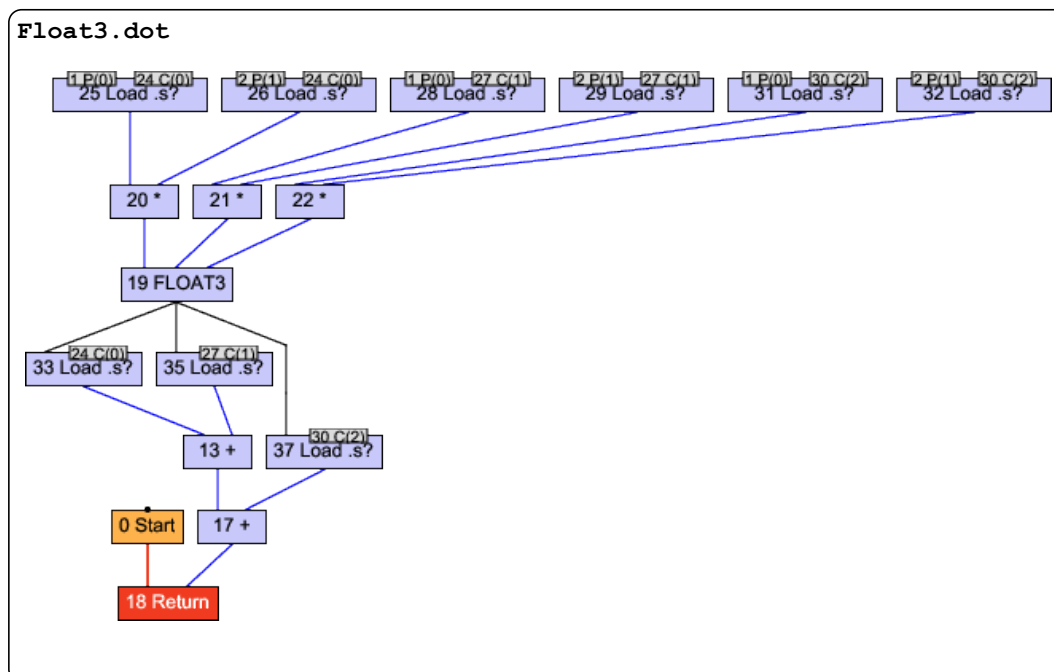 Float3.dot
1 P(0) 24 C(0) 2 P(1) 24 C(0) 1 P(0) 27 C(1) 2 P(1) 27 C(1) 1 P(0) 30 C(2) 2 P(1) 30 C(2)
25 Load .s? 26 Load .s? 28 Load .s? 29 Load .s? 31 Load .s? 32 Load .s?
20 * 21 * 22 *
19 FLOAT3
24 C(0) 27 C(1)
33 Load .s? 35 Load .s?
30 C(2)
13 + 37 Load .s?
0 Start 17 +
18 Return